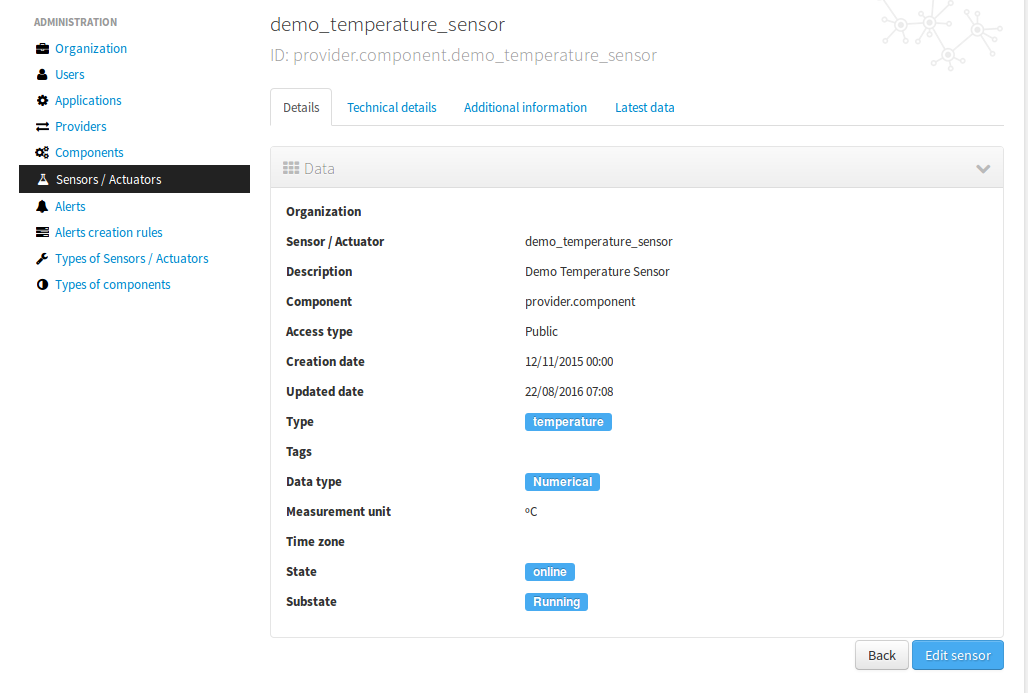 ADMINISTRATION
Organization
Users
Applications
Providers
Components
Sensors / Actuators
Alerts
Alerts creation rules
Types of Sensors / Actuators
Types of components
demo_temperature_sensor
ID: provider.component.demo_temperature_sensor
Details Technical details Additional information Latest data
Data
Organization
Sensor / Actuator demo_temperature_sensor
Description Demo Temperature Sensor
Component provider.component
Access type Public
Creation date 12/11/2015 00:00
Updated date 22/08/2016 07:08
Type temperature
Tags
Data type Numerical
Measurement unit ºC
Time zone
State online
Substate Running
Back Edit sensor